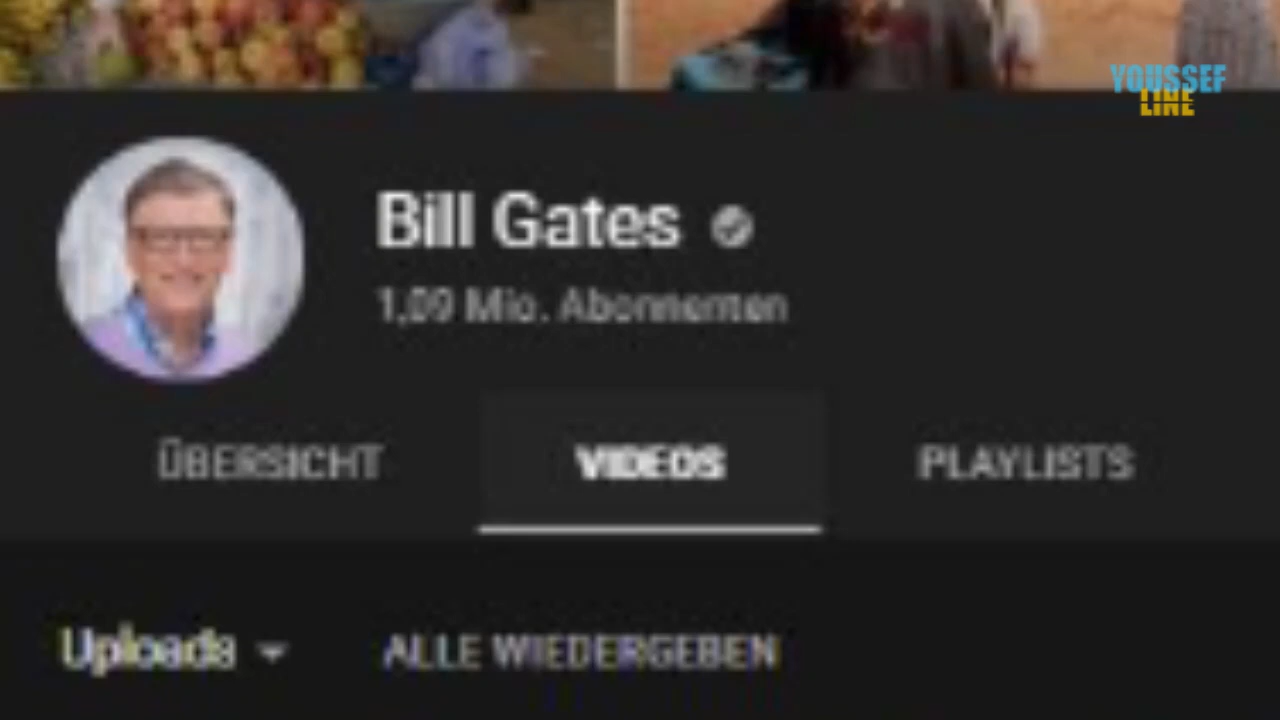 YOUSSEF
LINE
Bill Gates
1,09 Mio. Abonnenten
ÜBERSICHT
VIDEOS
PLAYLISTS
Uploads
ALLE WIEDERGEBEN